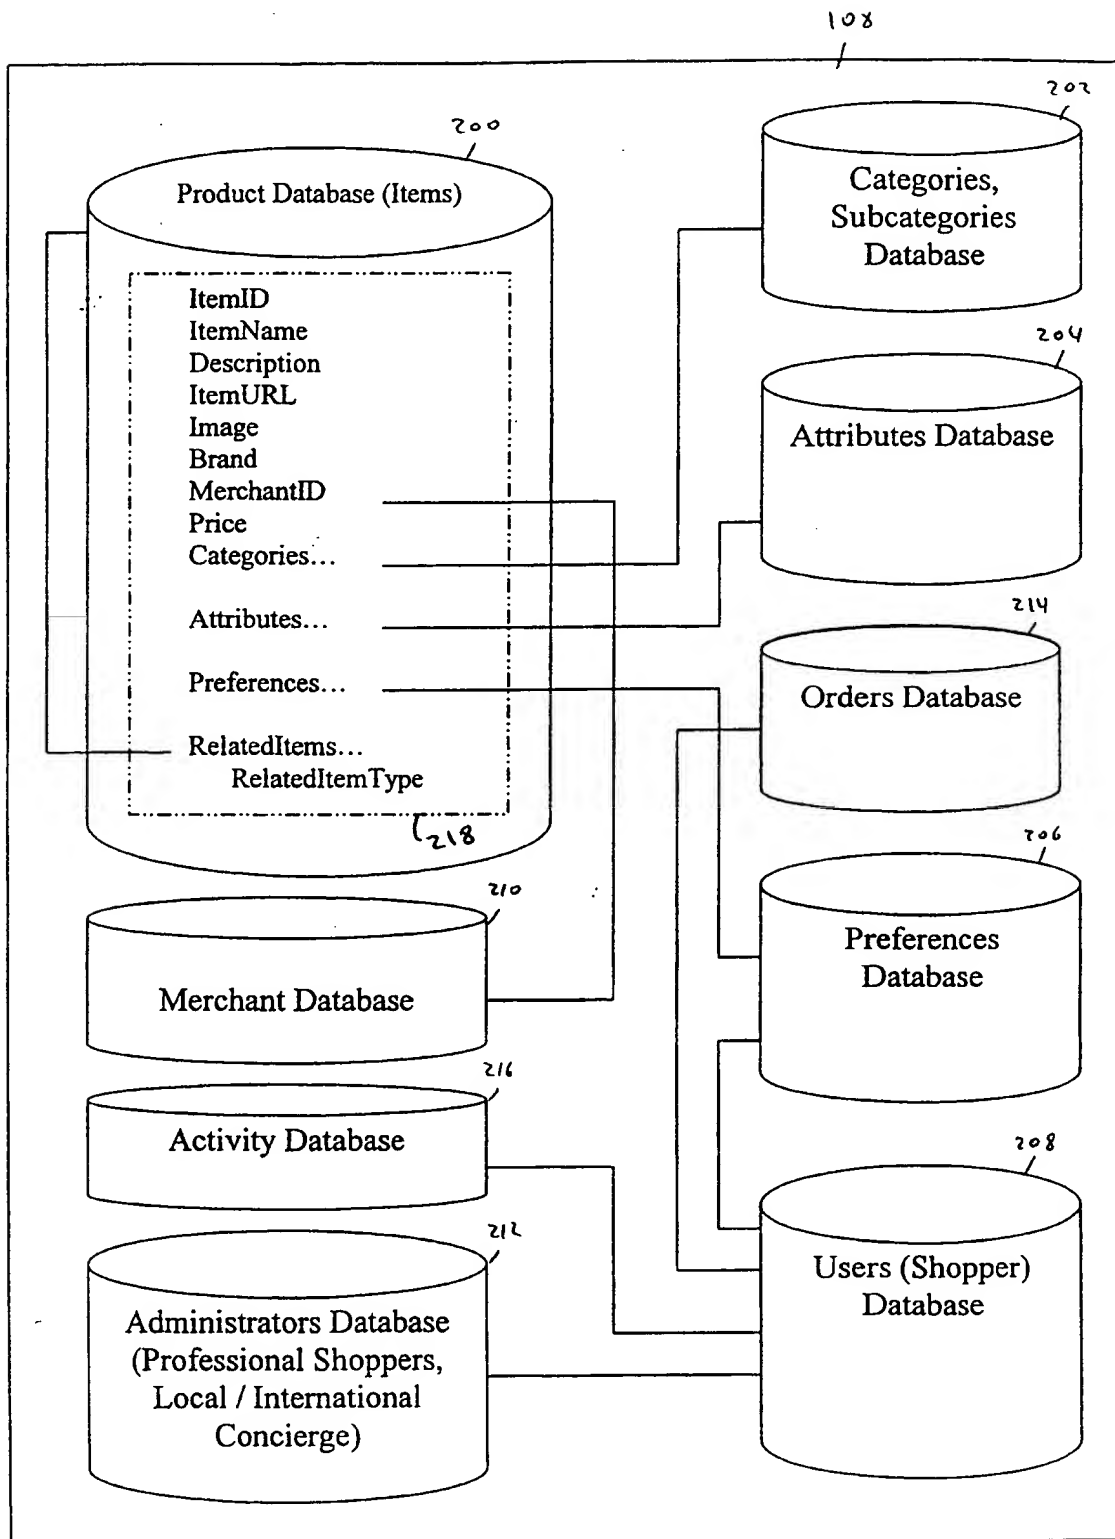 108
200
Product Database (Items)
ItemID
ItemName
Description
ItemURL
Image
Brand
MerchantID
Price
Categories...
Attributes...
Preferences...
RelatedItems...
RelatedItemType
218
210
Merchant Database
216
Activity Database
212
Administrators Database
(Professional Shoppers,
Local / International
Concierge)
202
Categories,
Subcategories
Database
204
Attributes Database
214
Orders Database
206
Preferences
Database
208
Users (Shopper)
Database